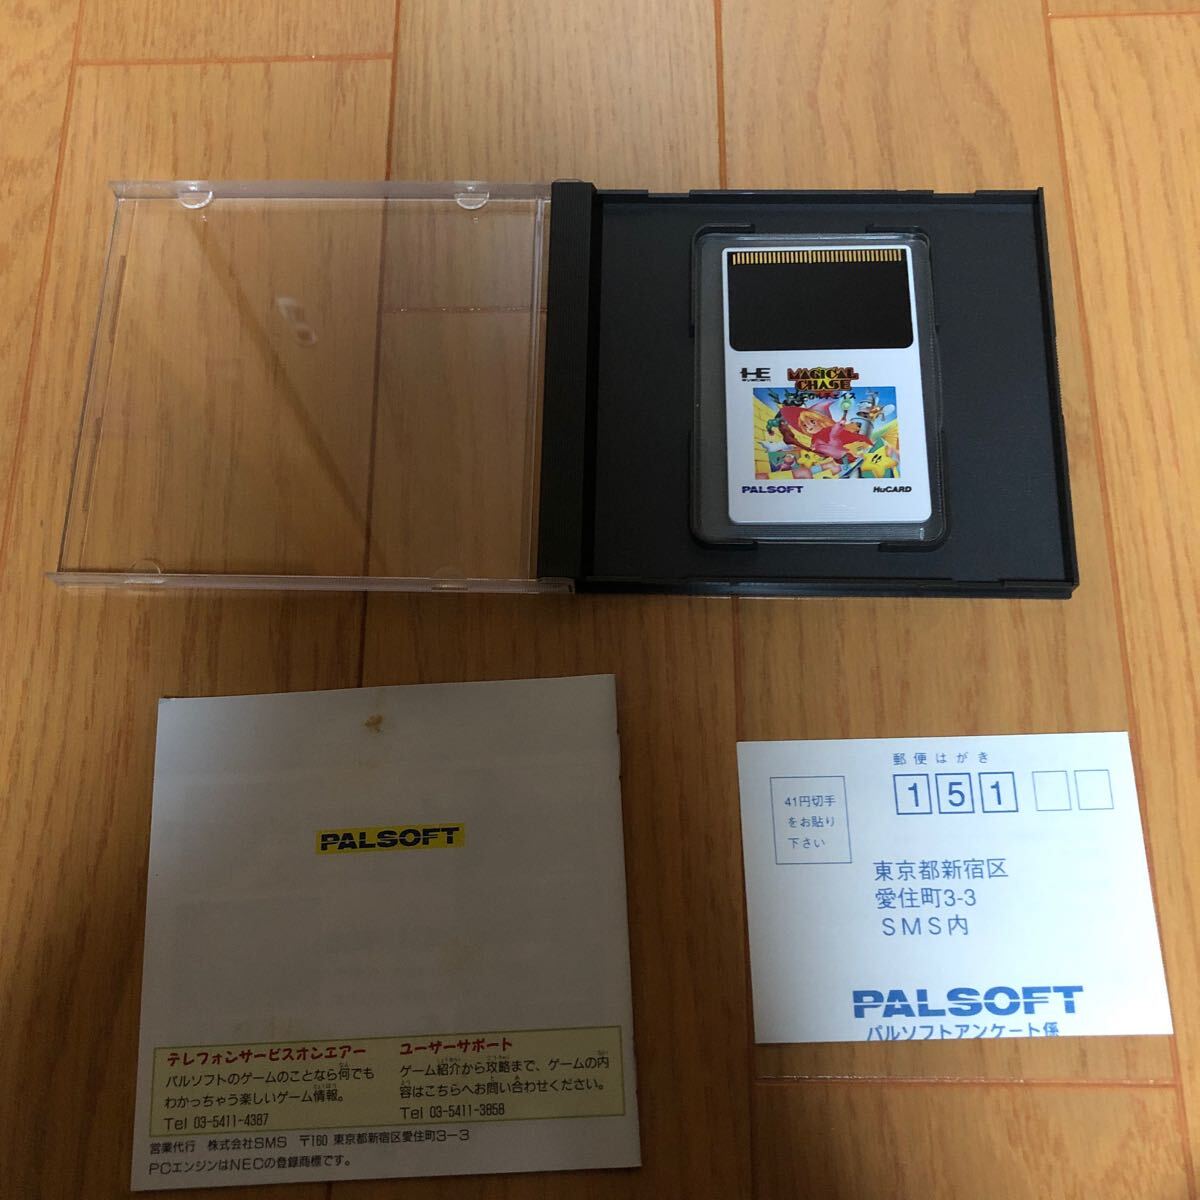 HE
SYSTEM
MAGICAL
CHASE
マジカルチェイス
PALSOFT
HuCARD
PALSOFT
テレフォンサービスオンエアー
パルソフトのゲームのことなら何でも
わかっちゃう楽しいゲーム情報。
Tel 03-5411-4387
ユーザーサポート
ゲーム紹介から攻略まで、ゲームの内
容はこちらへお問い合わせください。
Tel 03-5411-3858
営業代行 株式会社SMS 〒160 東京都新宿区愛住町3-3
PCエンジンはNECの登録商標です。
郵便はがき
151
41円切手
をお貼り
下さい
東京都新宿区
愛住町3-3
SMS内
PALSOFT
パルソフトアンケート係